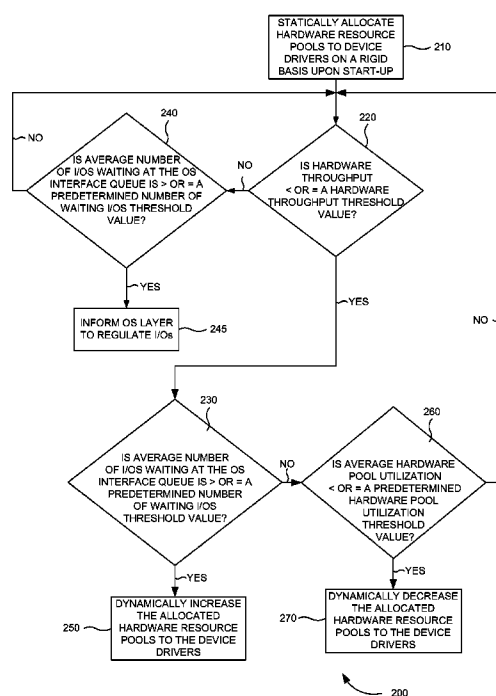 STATICALLY ALLOCATE
HARDWARE RESOURCE
POOLS TO DEVICE
DRIVERS ON A RIGID
BASIS UPON START-UP
210
240
NO
IS AVERAGE NUMBER
OF I/OS WAITING AT THE OS
INTERFACE QUEUE IS > OR = A
PREDETERMINED NUMBER OF
WAITING I/OS THRESHOLD
VALUE?
NO
220
IS HARDWARE
THROUGHPUT
< OR = A HARDWARE
THROUGHPUT THRESHOLD
VALUE?
YES
INFORM OS LAYER
TO REGULATE I/Os
245
YES
NO
230
IS AVERAGE NUMBER
OF I/OS WAITING AT THE OS
INTERFACE QUEUE IS > OR = A
PREDETERMINED NUMBER
OF WAITING I/OS
THRESHOLD VALUE?
NO
260
IS AVERAGE HARDWARE
POOL UTILIZATION
< OR = A PREDETERMINED
HARDWARE POOL
UTILIZATION
THRESHOLD
VALUE?
YES
250
DYNAMICALLY INCREASE
THE ALLOCATED
HARDWARE RESOURCE
POOLS TO THE DEVICE
DRIVERS
YES
270
DYNAMICALLY DECREASE
THE ALLOCATED
HARDWARE RESOURCE
POOLS TO THE DEVICE
DRIVERS
200